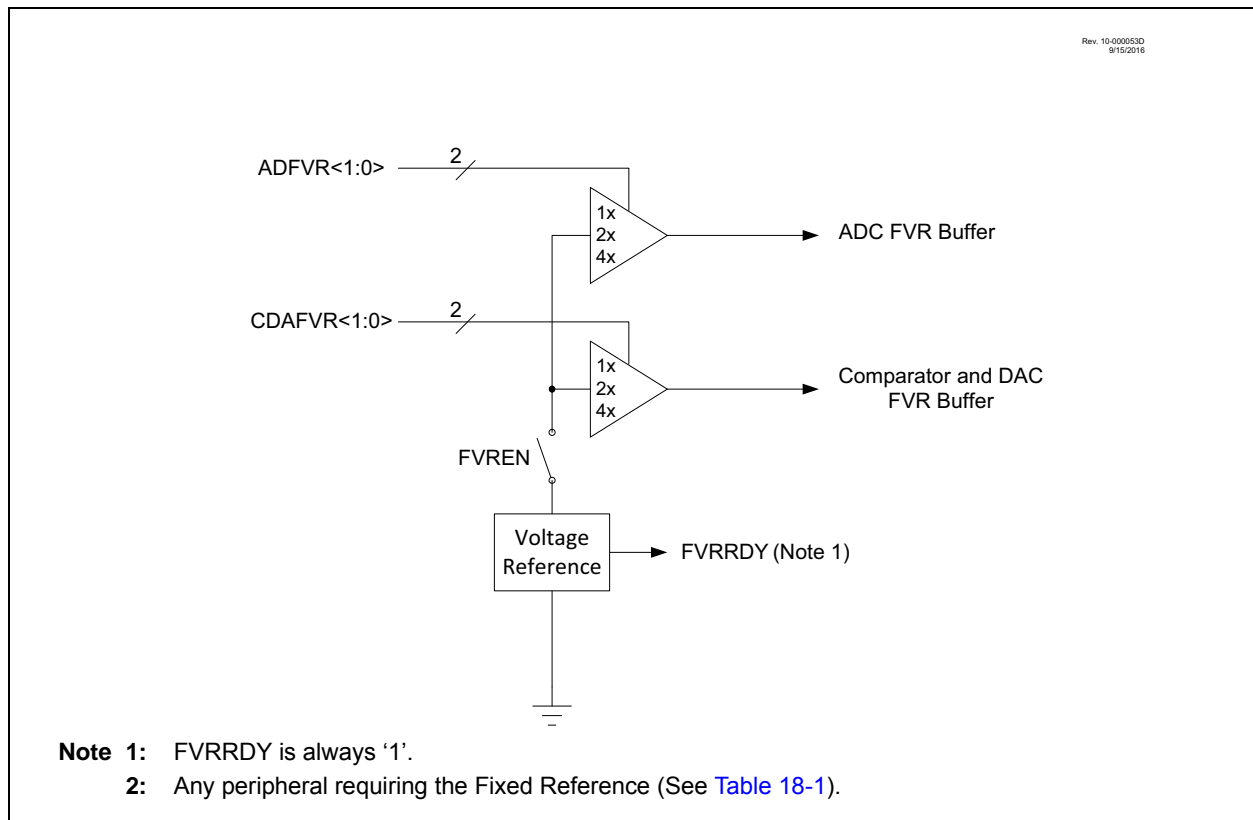 Rev. 10-000053D
9/15/2016
ADFVR<1:0>
2
1x
2x
4x
ADC FVR Buffer
CDAFVR<1:0>
2
1x
2x
4x
Comparator and DAC
FVR Buffer
FVREN
Voltage
Reference
FVRRDY (Note 1)
Note 1: FVRRDY is always ‘1’.
2: Any peripheral requiring the Fixed Reference (See Table 18-1).